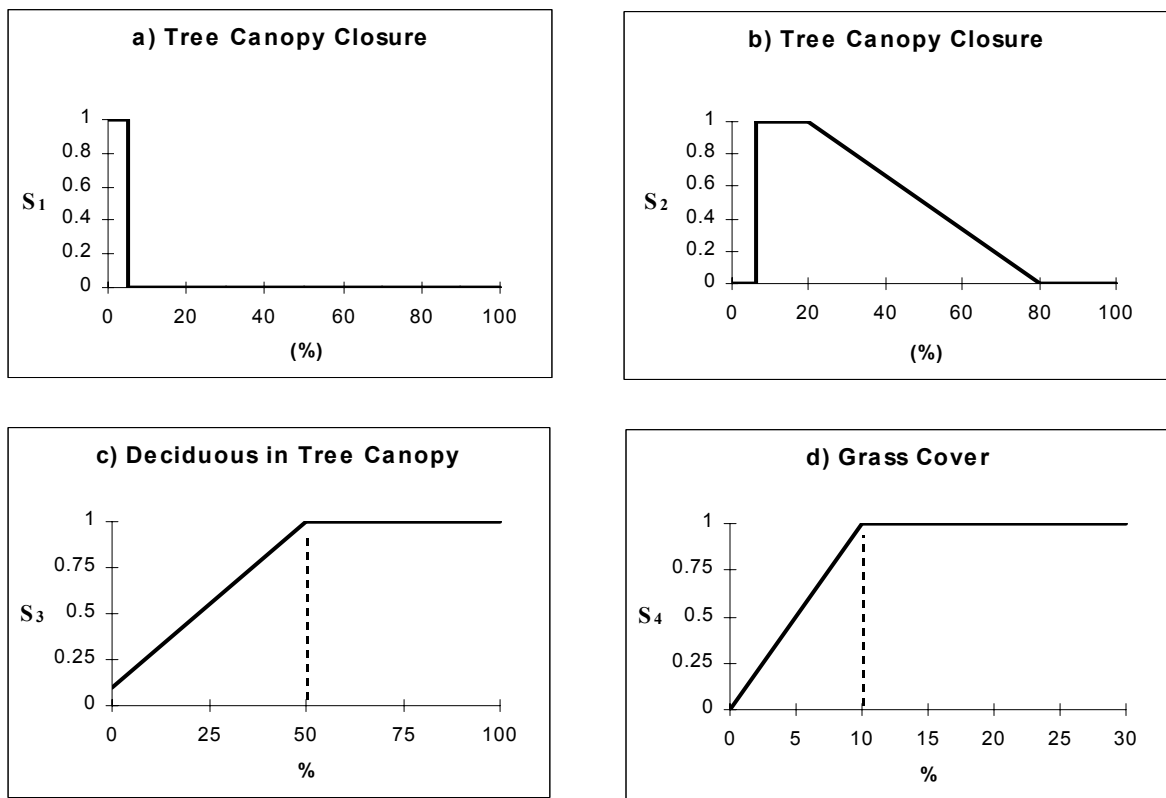 a) Tree Canopy Closure
1
0.8
0.6
S1
0.4
0.2
0
0 20 40 60 80 100
(%)
b) Tree Canopy Closure
1
0.8
0.6
S2
0.4
0.2
0
0 20 40 60 80 100
(%)
c) Deciduous in Tree Canopy
1
0.75
S3
0.5
0.25
0
0 25 50 75 100
%
d) Grass Cover
1
0.75
S4
0.5
0.25
0
0 5 10 15 20 25 30
%